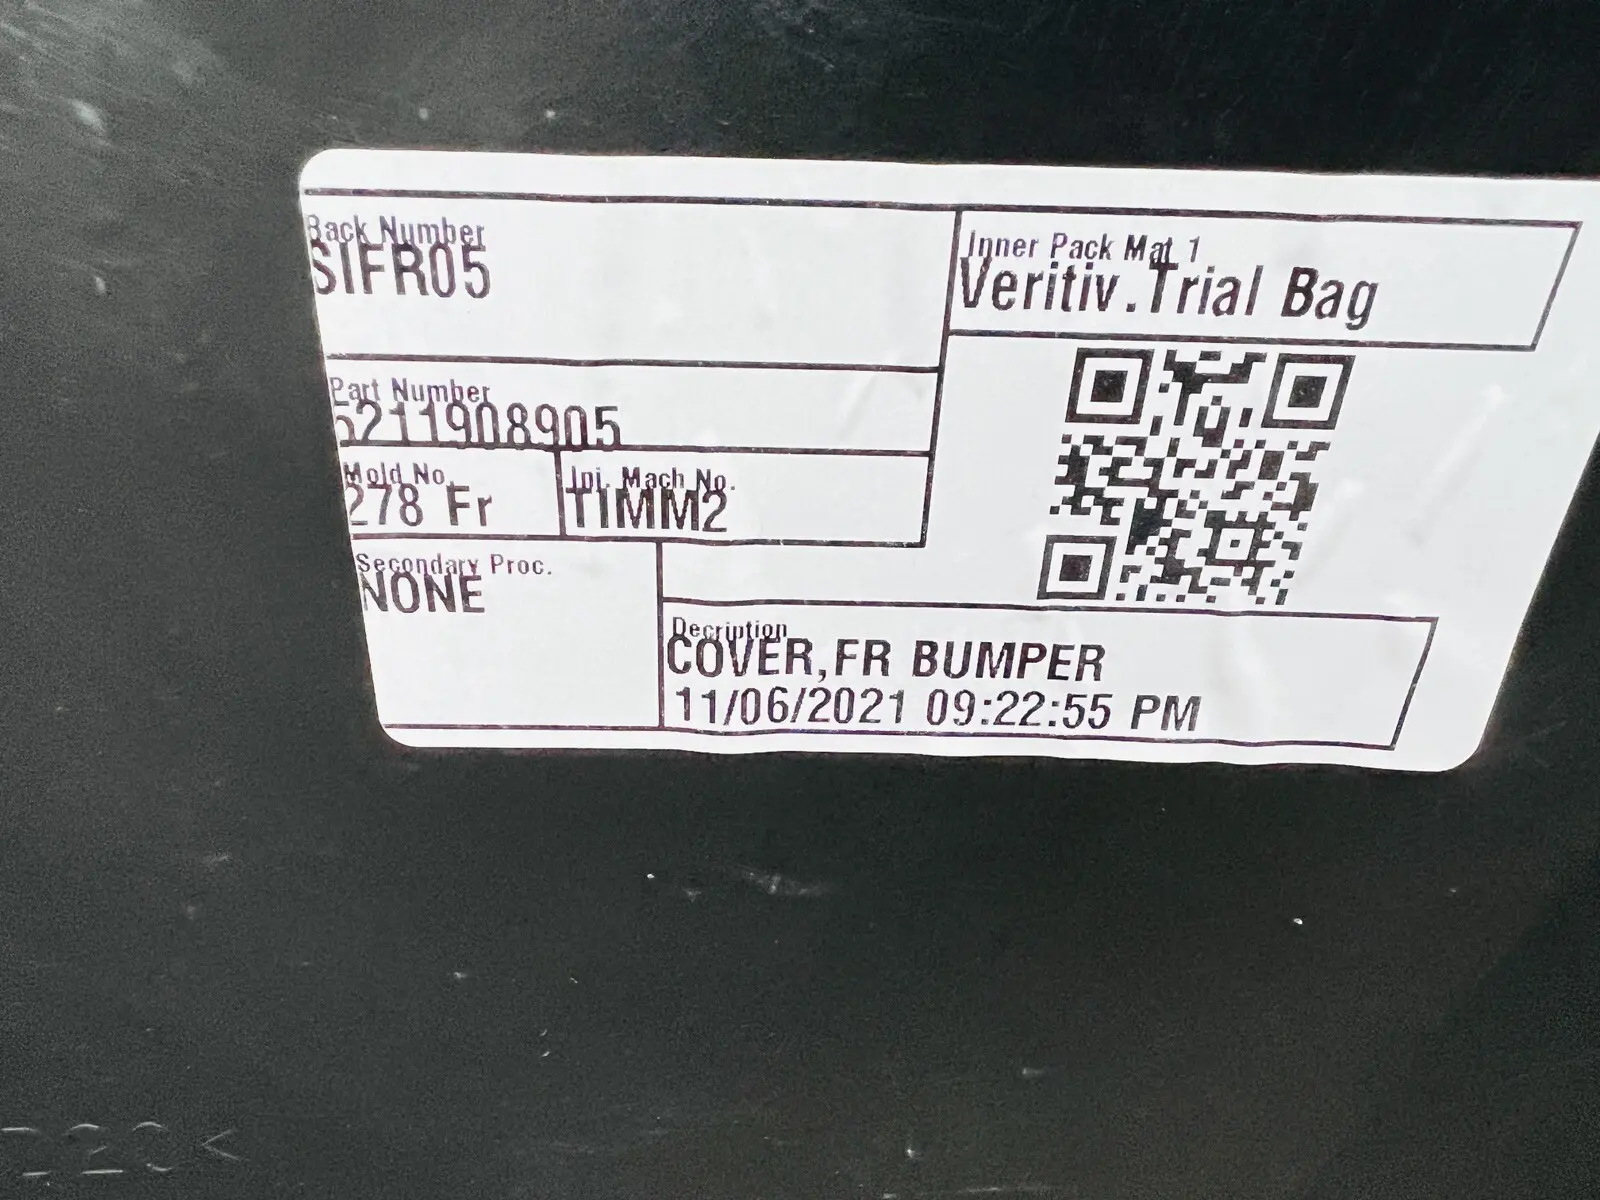 Back Number
SIFR05
Inner Pack Mat 1
Veritiv.Trial Bag
Part Number
5211908905
Mold No.
278 Fr
Inj. Mach No.
TIMM2
Secondary Proc.
NONE
Decription
COVER,FR BUMPER
11/06/2021 09:22:55 PM